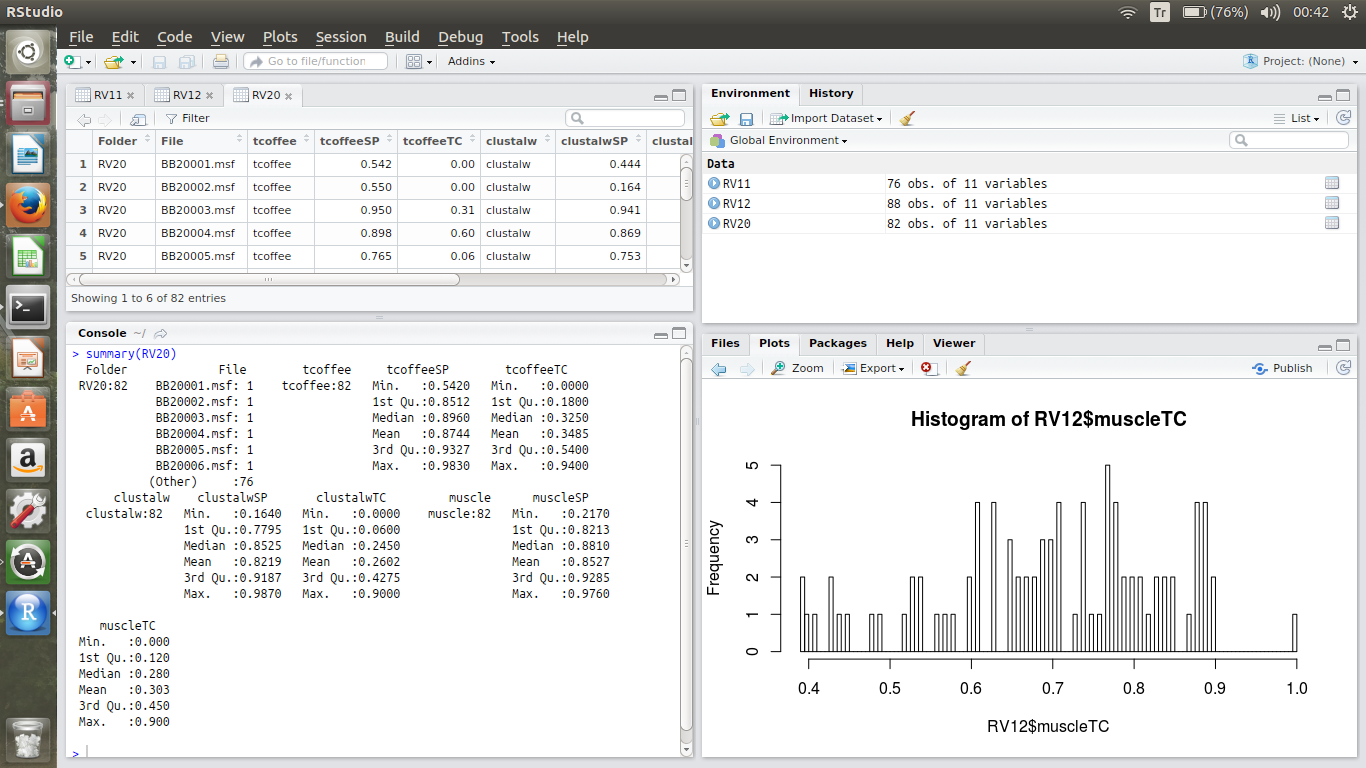 RStudio
Tr (76%) 00:42
File Edit Code View Plots Session Build Debug Tools Help
Go to file/function Addins Project: (None)
RV11 RV12 RV20
Filter
Folder File tcoffee tcoffeeSP tcoffeeTC clustalw clustalwSP clustal
1 RV20 BB20001.msf tcoffee 0.542 0.00 clustalw 0.444
2 RV20 BB20002.msf tcoffee 0.550 0.00 clustalw 0.164
3 RV20 BB20003.msf tcoffee 0.950 0.31 clustalw 0.941
4 RV20 BB20004.msf tcoffee 0.898 0.60 clustalw 0.869
5 RV20 BB20005.msf tcoffee 0.765 0.06 clustalw 0.753
Showing 1 to 6 of 82 entries
Console ~/
> summary(RV20)
Folder File tcoffee tcoffeeSP tcoffeeTC
RV20:82 BB20001.msf: 1 tcoffee:82 Min. :0.5420 Min. :0.0000
BB20002.msf: 1 1st Qu.:0.8512 1st Qu.:0.1800
BB20003.msf: 1 Median :0.8960 Median :0.3250
BB20004.msf: 1 Mean :0.8744 Mean :0.3485
BB20005.msf: 1 3rd Qu.:0.9327 3rd Qu.:0.5400
BB20006.msf: 1 Max. :0.9830 Max. :0.9400
(Other) :76
clustalw clustalwSP clustalwTC muscle muscleSP
clustalw:82 Min. :0.1640 Min. :0.0000 muscle:82 Min. :0.2170
1st Qu.:0.7795 1st Qu.:0.0600 1st Qu.:0.8213
Median :0.8525 Median :0.2450 Median :0.8810
Mean :0.8219 Mean :0.2602 Mean :0.8527
3rd Qu.:0.9187 3rd Qu.:0.4275 3rd Qu.:0.9285
Max. :0.9870 Max. :0.9000 Max. :0.9760
muscleTC
Min. :0.000
1st Qu.:0.120
Median :0.280
Mean :0.303
3rd Qu.:0.450
Max. :0.900
>
Environment History
Import Dataset List
Global Environment
Data
RV11 76 obs. of 11 variables
RV12 88 obs. of 11 variables
RV20 82 obs. of 11 variables
Files Plots Packages Help Viewer
Zoom Export Publish
Histogram of RV12$muscleTC
Frequency
5
4
3
2
1
0
0.4 0.5 0.6 0.7 0.8 0.9 1.0
RV12$muscleTC